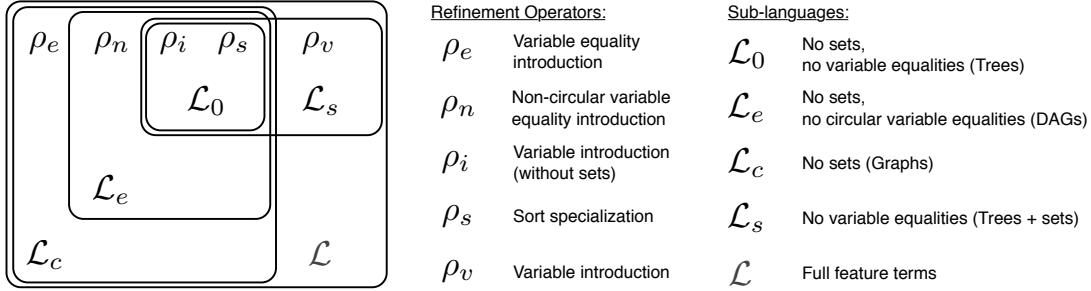 ρe ρn ρi ρs ρv
ℒ0 ℒs
ℒe
ℒc ℒ
Refinement Operators:
ρe Variable equality
introduction
ρn Non-circular variable
equality introduction
ρi Variable introduction
(without sets)
ρs Sort specialization
ρv Variable introduction
Sub-languages:
ℒ0 No sets,
no variable equalities (Trees)
ℒe No sets,
no circular variable equalities (DAGs)
ℒc No sets (Graphs)
ℒs No variable equalities (Trees + sets)
ℒ Full feature terms